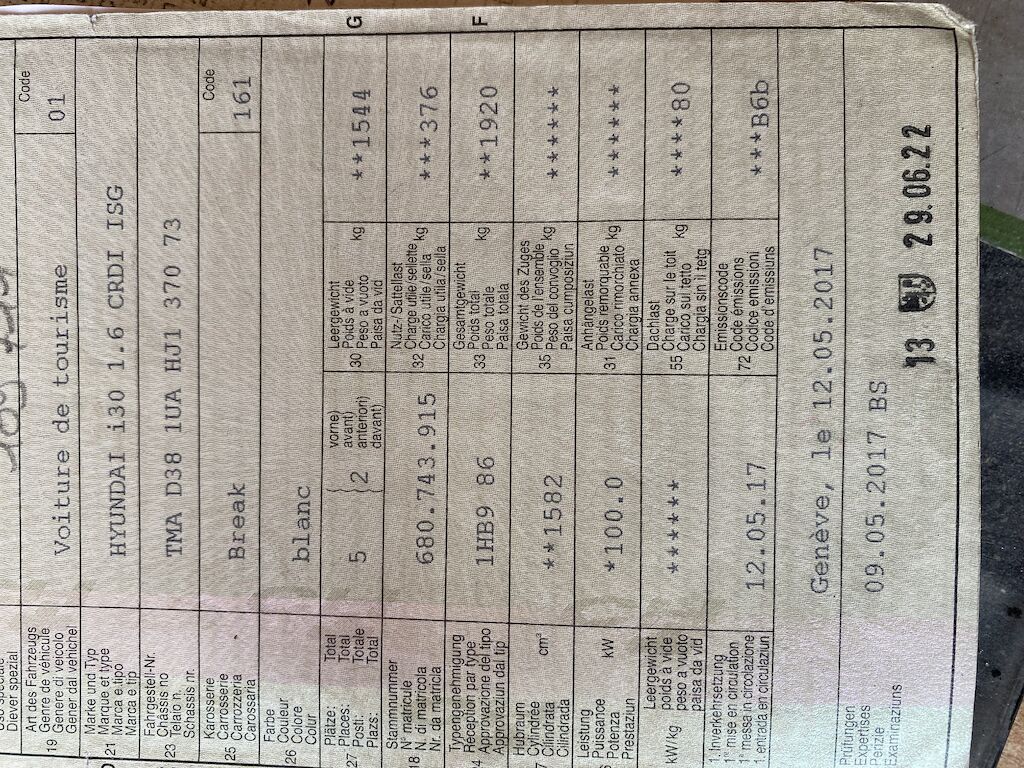 Dever spezial
Art des Fahrzeugs
Genre de véhicule
Genere di veicolo
Gener dal vehichel
19
Voiture de tourisme
Code
01
Marke und Typ
Marque et type
Marca e tipo
Marca e tip
21
HYUNDAI i30 1.6 CRDI ISG
Fahrgestell-Nr.
Châssis no
Telaio n.
Schassis nr.
23
TMA D38 1UA HJ1 370 73
Karosserie
Carrosserie
Carrozzeria
Carossaria
25
Break
Code
161
Farbe
Couleur
Colore
Colur
26
blanc
Plätze: Total
Places: Total
Posti: Totale
Plazs: Total
27
5
2
vorne)
avant)
anteriori)
davant)
Leergewicht
Poids à vide
Peso a vuoto
Paisa da vid
30
kg
**1544
G
Stammnummer
N° matricule
N. di matricola
Nr. da matricla
18
680.743.915
Nutz-/Sattellast
Charge utile/sellette
Carico utile/sella
Chargia utila/sella
32
kg
***376
Typengenehmigung
Réception par type
Approvazione del tipo
Approvaziun dal tip
1HB9 86
Gesamtgewicht
Poids total
Peso totale
Paisa totala
33
kg
**1920
F
Hubraum
Cylindrée
Cilindrata
Cilindrada
cm³
**1582
Gewicht des Zuges
Poids de l'ensemble
Peso del convoglio
Paisa cumposiziun
35
kg
******
Leistung
Puissance
Potenza
Prestaziun
kW
*100.0
Anhängelast
Poids remorquable
Carico rimorchiato
Chargia annexa
31
kg
******
kW/kg
Leergewicht
poids à vide
peso a vuoto
paisa da vid
******
Dachlast
Charge sur le toit
Carico sul tetto
Chargia sin il tetg
55
kg
****80
1. Inverkehrsetzung
1re mise en circulation
1a messa in circolazione
1. entrada en circulaziun
12.05.17
Emissionscode
Code émissions
Codice emissioni
Code d'emissiuns
72
***B6b
Genève, le 12.05.2017
Prüfungen
Expertises
Perizie
Examinaziuns
09.05.2017 BS
13
29.06.22